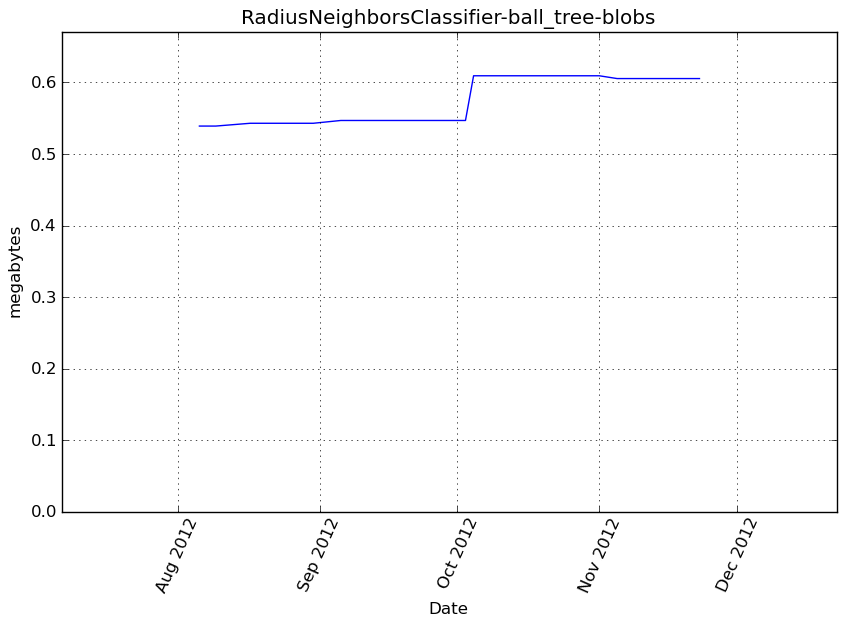 RadiusNeighborsClassifier-ball_tree-blobs
0.6
0.5
0.4
0.3
0.2
0.1
0.0
megabytes
Aug 2012
Sep 2012
Oct 2012
Nov 2012
Dec 2012
Date